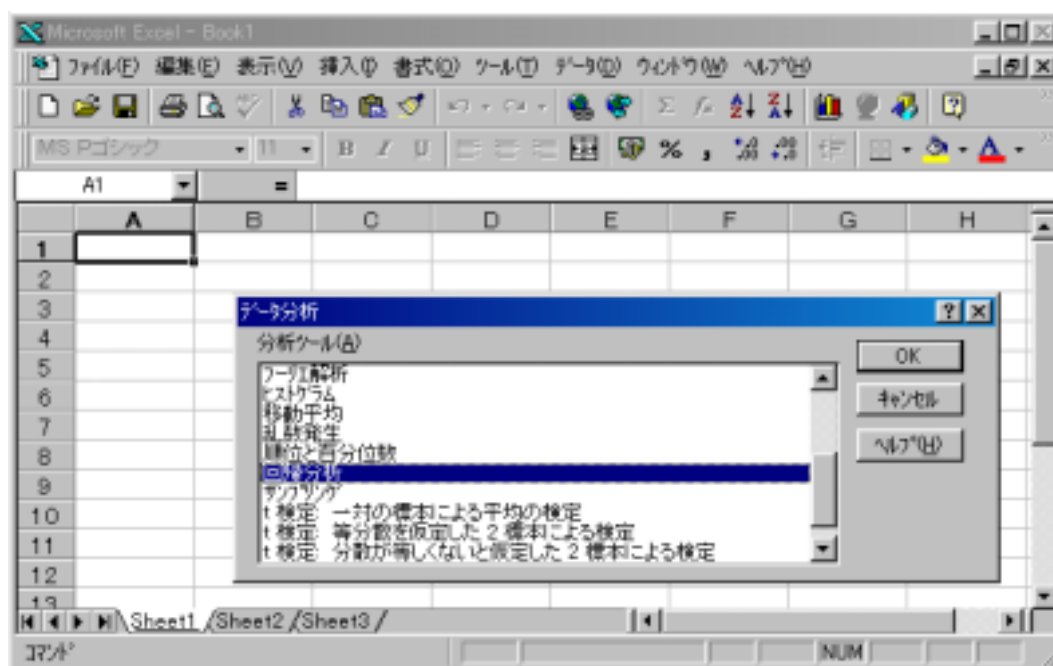 Microsoft Excel - Book1
ファイル(F) 編集(E) 表示(V) 挿入(I) 書式(O) ツール(T) データ(D) ウィンドウ(W) ヘルプ(H)
MS Pゴシック 11 B I U % ,
A1 =
A B C D E F G H
1
2
3
4
5
6
7
8
9
10
11
12
13
データ分析
分析ツール(A)
フーリエ解析
ヒストグラム
移動平均
乱数発生
順位と百分位数
回帰分析
サンプリング
t 検定: 一対の標本による平均の検定
t 検定: 等分散を仮定した 2 標本による検定
t 検定: 分散が等しくないと仮定した 2 標本による検定
OK
キャンセル
ヘルプ(H)
Sheet1 Sheet2 Sheet3
コマンド NUM